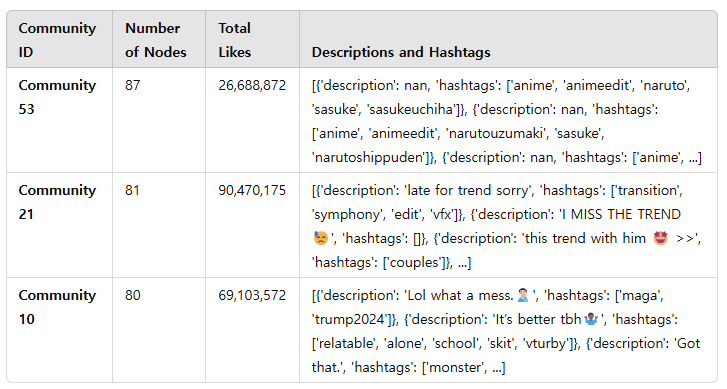 Community ID | Number of Nodes | Total Likes | Descriptions and Hashtags
Community 53 | 87 | 26,688,872 | [{'description': nan, 'hashtags': ['anime', 'animeedit', 'naruto', 'sasuke', 'sasukeuchiha']}, {'description': nan, 'hashtags': ['anime', 'animeedit', 'narutouzumaki', 'sasuke', 'narutoshippuden']}, {'description': nan, 'hashtags': ['anime', ...]
Community 21 | 81 | 90,470,175 | [{'description': 'late for trend sorry', 'hashtags': ['transition', 'symphony', 'edit', 'vfx']}, {'description': 'I MISS THE TREND 😓', 'hashtags': []}, {'description': 'this trend with him 🤩 >>', 'hashtags': ['couples']}, ...]
Community 10 | 80 | 69,103,572 | [{'description': 'Lol what a mess.🤦🏻‍♂️', 'hashtags': ['maga', 'trump2024']}, {'description': 'It's better tbh🤷🏾‍♂️', 'hashtags': ['relatable', 'alone', 'school', 'skit', 'vturby']}, {'description': 'Got that.', 'hashtags': ['monster', ...]